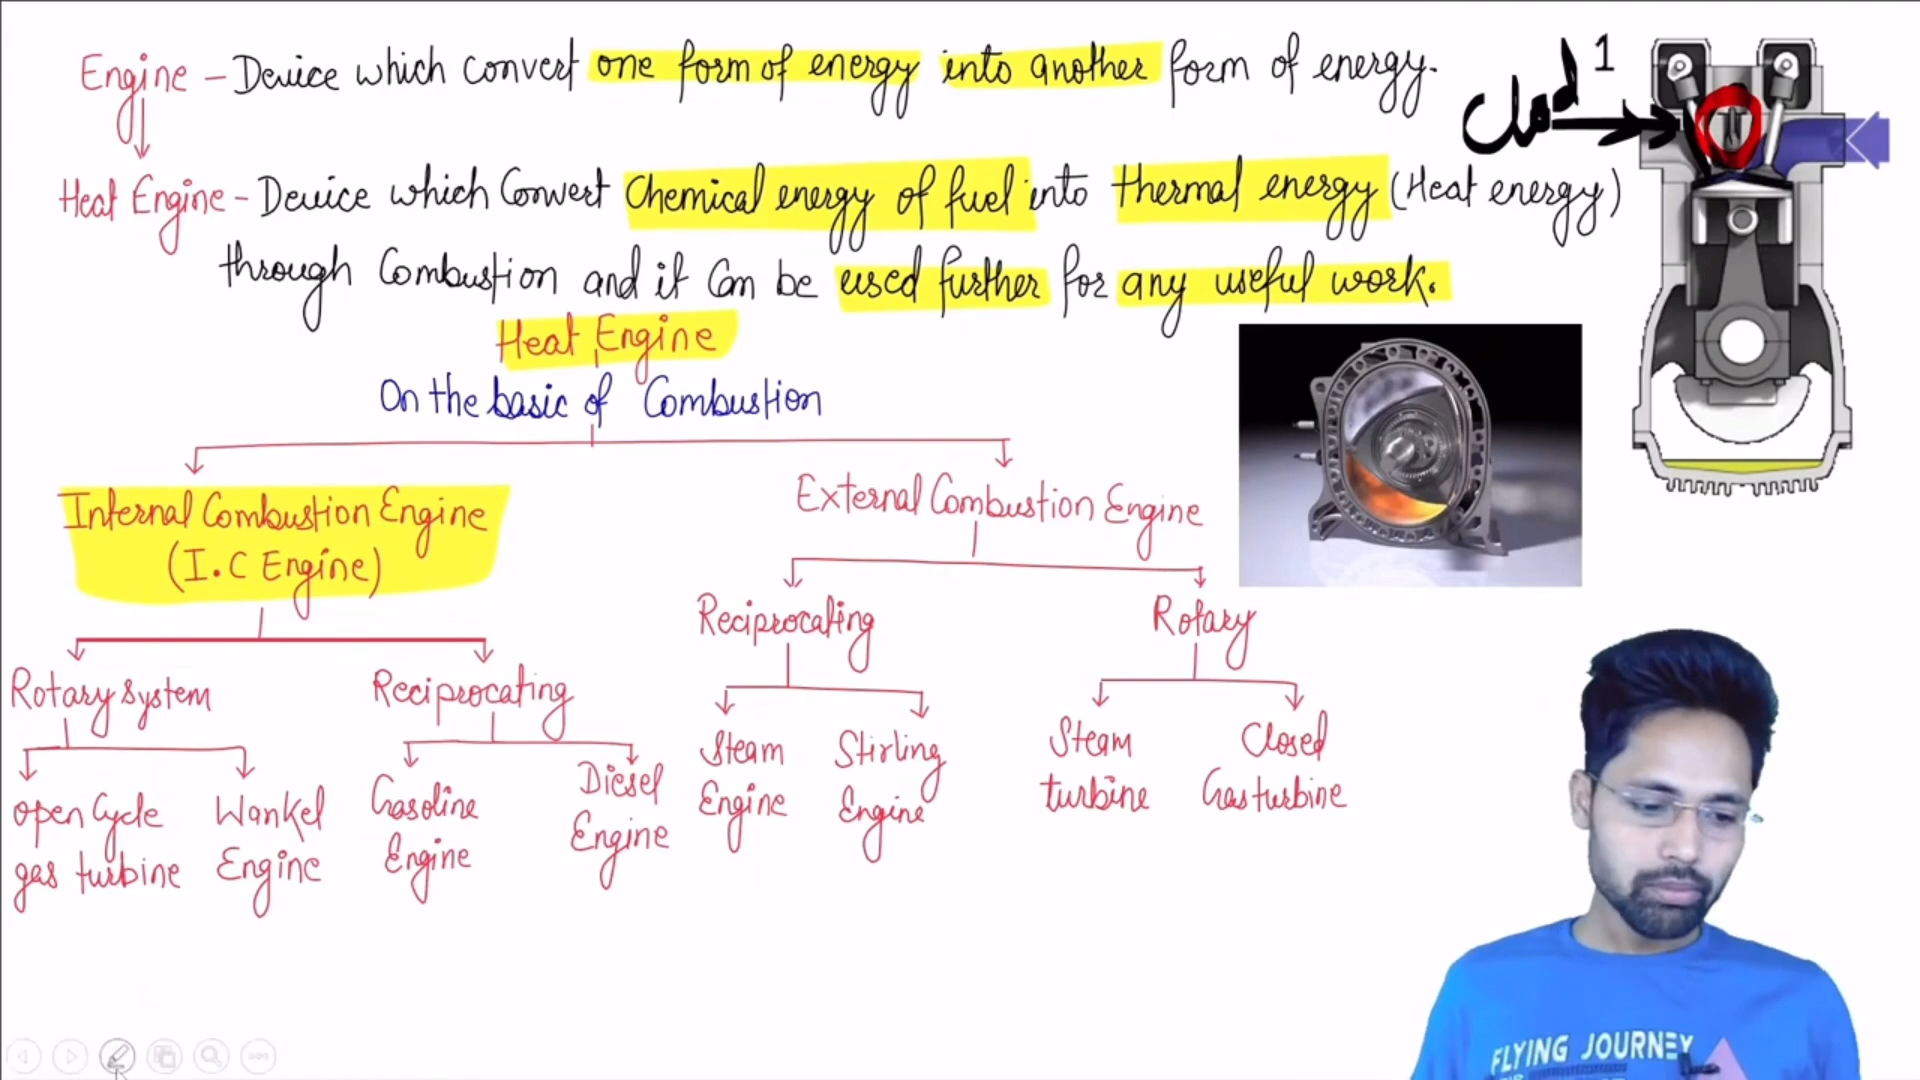 Engine - Device which convert one form of energy into another form of energy.
1
Heat Engine - Device which Convert Chemical energy of fuel into thermal energy (Heat energy)
through Combustion and it Can be used further for any useful work.
Heat Engine
On the basic of Combustion
Internal Combustion Engine
(I.C Engine)
External Combustion Engine
Reciprocating
Rotary
Rotary system
Reciprocating
Steam
Engine
Stirling
Engine
Steam
turbine
Closed
Gas turbine
open Cycle
gas turbine
Wankel
Engine
Gasoline
Engine
Diesel
Engine
FLYING JOURNEY